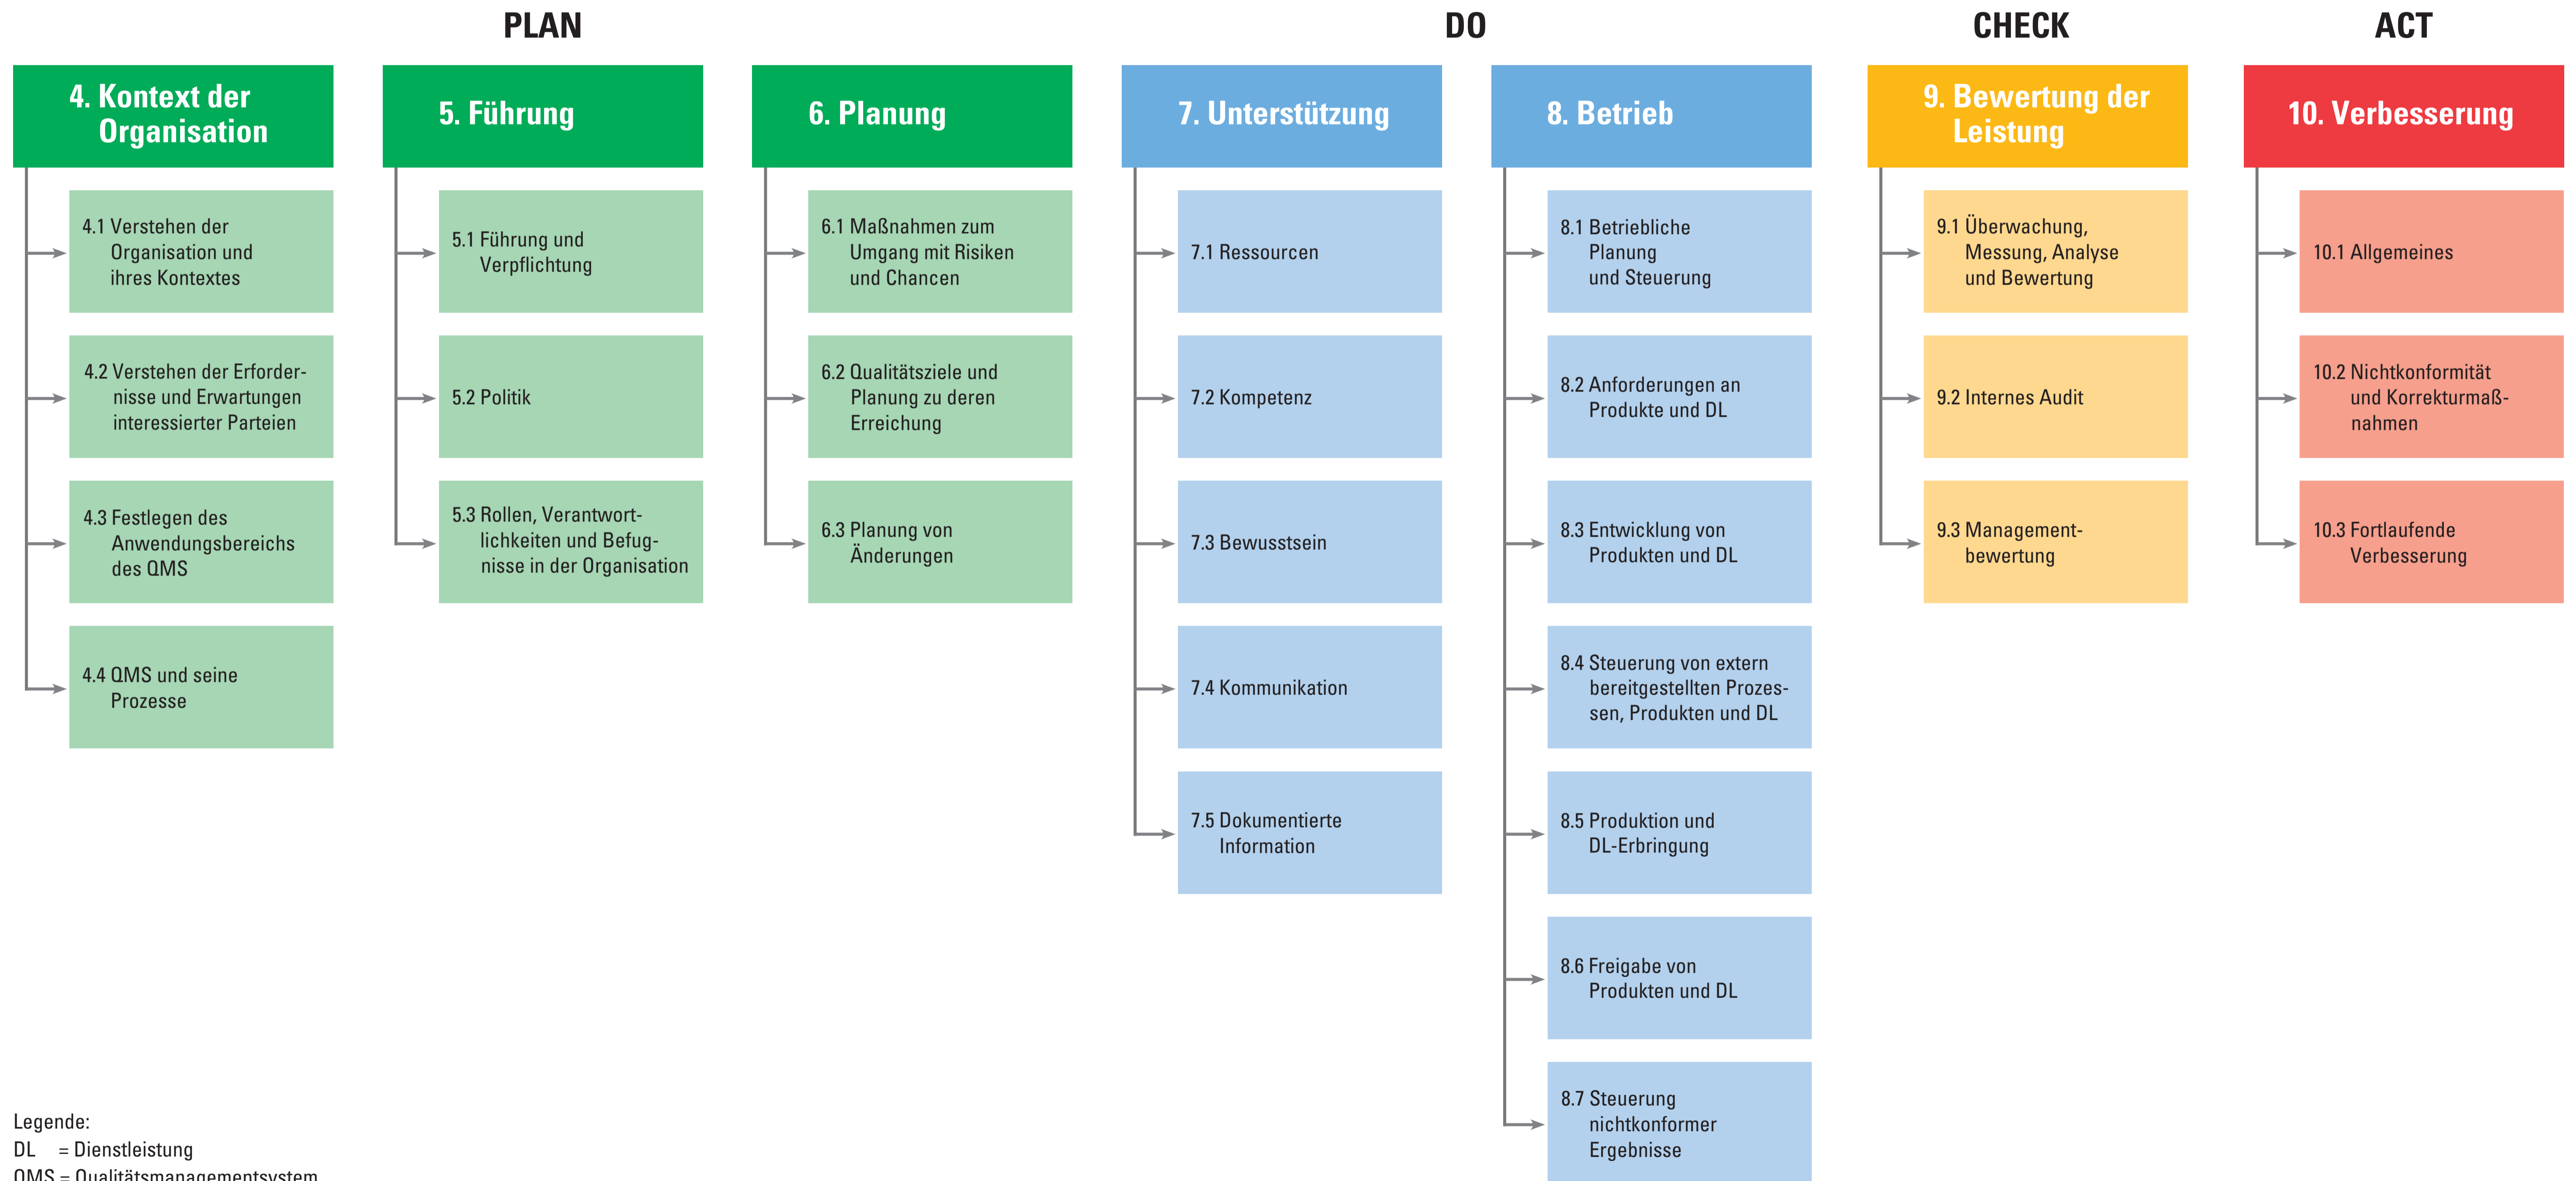 PLAN
DO
CHECK
ACT
4. Kontext der
Organisation
4.1 Verstehen der
Organisation und
ihres Kontextes
4.2 Verstehen der Erforder-
nisse und Erwartungen
interessierter Parteien
4.3 Festlegen des
Anwendungsbereichs
des QMS
4.4 QMS und seine
Prozesse
5. Führung
5.1 Führung und
Verpflichtung
5.2 Politik
5.3 Rollen, Verantwort-
lichkeiten und Befug-
nisse in der Organisation
6. Planung
6.1 Maßnahmen zum
Umgang mit Risiken
und Chancen
6.2 Qualitätsziele und
Planung zu deren
Erreichung
6.3 Planung von
Änderungen
7. Unterstützung
7.1 Ressourcen
7.2 Kompetenz
7.3 Bewusstsein
7.4 Kommunikation
7.5 Dokumentierte
Information
8. Betrieb
8.1 Betriebliche
Planung
und Steuerung
8.2 Anforderungen an
Produkte und DL
8.3 Entwicklung von
Produkten und DL
8.4 Steuerung von extern
bereitgestellten Prozes-
sen, Produkten und DL
8.5 Produktion und
DL-Erbringung
8.6 Freigabe von
Produkten und DL
8.7 Steuerung
nichtkonformer
Ergebnisse
9. Bewertung der
Leistung
9.1 Überwachung,
Messung, Analyse
und Bewertung
9.2 Internes Audit
9.3 Management-
bewertung
10. Verbesserung
10.1 Allgemeines
10.2 Nichtkonformität
und Korrekturmaß-
nahmen
10.3 Fortlaufende
Verbesserung
Legende:
DL = Dienstleistung
QMS = Qualitätsmanagementsystem